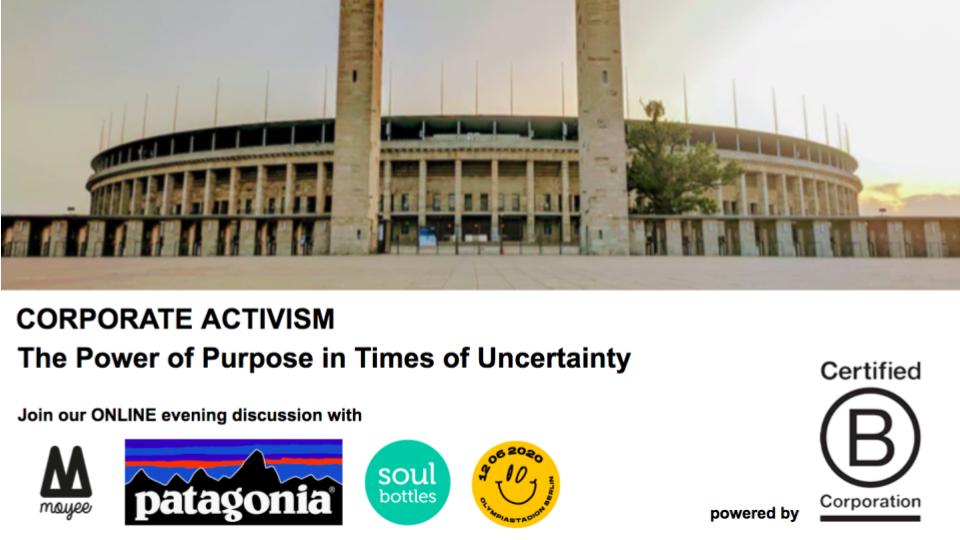 CORPORATE ACTIVISM
The Power of Purpose in Times of Uncertainty
Join our ONLINE evening discussion with
moyee
patagonia®
soul
bottles
12 06 2020
OLYMPIASTADION BERLIN
powered by
Certified
B
Corporation